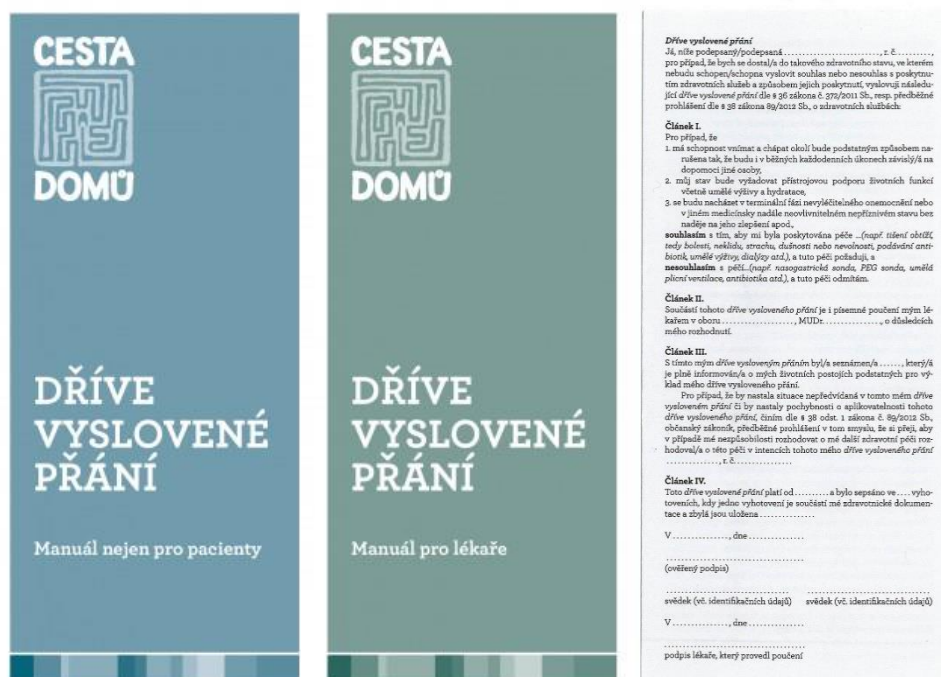 CESTA
DOMŮ
DŘÍVE
VYSLOVENÉ
PŘÁNÍ
Manuál nejen pro pacienty
CESTA
DOMŮ
DŘÍVE
VYSLOVENÉ
PŘÁNÍ
Manuál pro lékaře
Dříve vyslovené přání
Já, níže podepsaný/podepsaná ......................, r. č. .........,
pro případ, že bych se dostal/a do takového zdravotního stavu, ve kterém
nebudu schopen/schopna vyslovit souhlas nebo nesouhlas s poskytnu-
tím zdravotních služeb a způsobem jejich poskytnutí, vyslovuji následu-
jící dříve vyslovené přání dle § 36 zákona č. 372/2011 Sb., resp. předběžné
prohlášení dle § 38 zákona 89/2012 Sb., o zdravotních službách:
Článek I.
Pro případ, že
1. má schopnost vnímat a chápat okolí bude podstatným způsobem na-
rušena tak, že budu i v běžných každodenních úkonech závislý/á na
dopomoci jiné osoby,
2. můj stav bude vyžadovat přístrojovou podporu životních funkcí
včetně umělé výživy a hydratace,
3. se budu nacházet v terminální fázi nevyléčitelného onemocnění nebo
v jiném medicínsky nadále neovlivnitelném nepříznivém stavu bez
naděje na jeho zlepšení apod.,
souhlasím s tím, aby mi byla poskytována péče ...(např. tišení obtíží,
tedy bolesti, neklidu, strachu, dušnosti nebo nevolnosti, podávání anti-
biotik, umělé výživy, dialýzy atd.), a tuto péči požaduji, a
nesouhlasím s péčí...(např. nasogastrická sonda, PEG sonda, umělá
plicní ventilace, antibiotika atd.), a tuto péči odmítám.
Článek II.
Součástí tohoto dříve vysloveného přání je i písemné poučení mým lé-
kařem v oboru ..................., MUDr. ..............., o důsledcích
mého rozhodnutí.
Článek III.
S tímto mým dříve vysloveným přáním byl/a seznámen/a ......, který/á
je plně informován/a o mých životních postojích podstatných pro vý-
klad mého dříve vysloveného přání.
Pro případ, že by nastala situace nepředvídaná v tomto mém dříve
vysloveném přání či by nastaly pochybnosti o aplikovatelnosti tohoto
dříve vysloveného přání, činím dle § 38 odst. 1 zákona č. 89/2012 Sb.,
občanský zákoník, předběžné prohlášení v tom smyslu, že si přeji, aby
v případě mé nezpůsobilosti rozhodovat o mé další zdravotní péči roz-
hodoval/a o této péči v intencích tohoto mého dříve vysloveného přání
.............., r. č. ..............
Článek IV.
Toto dříve vyslovené přání platí od ......... a bylo sepsáno ve .... vyho-
toveních, kdy jedno vyhotovení je součástí mé zdravotnické dokumen-
tace a zbylá jsou uložena ..............
V .............., dne ..............
.....................
(ověřený podpis)
............................... ...............................
svědek (vč. identifikačních údajů) svědek (vč. identifikačních údajů)
V .............., dne ..............
.....................
podpis lékaře, který provedl poučení